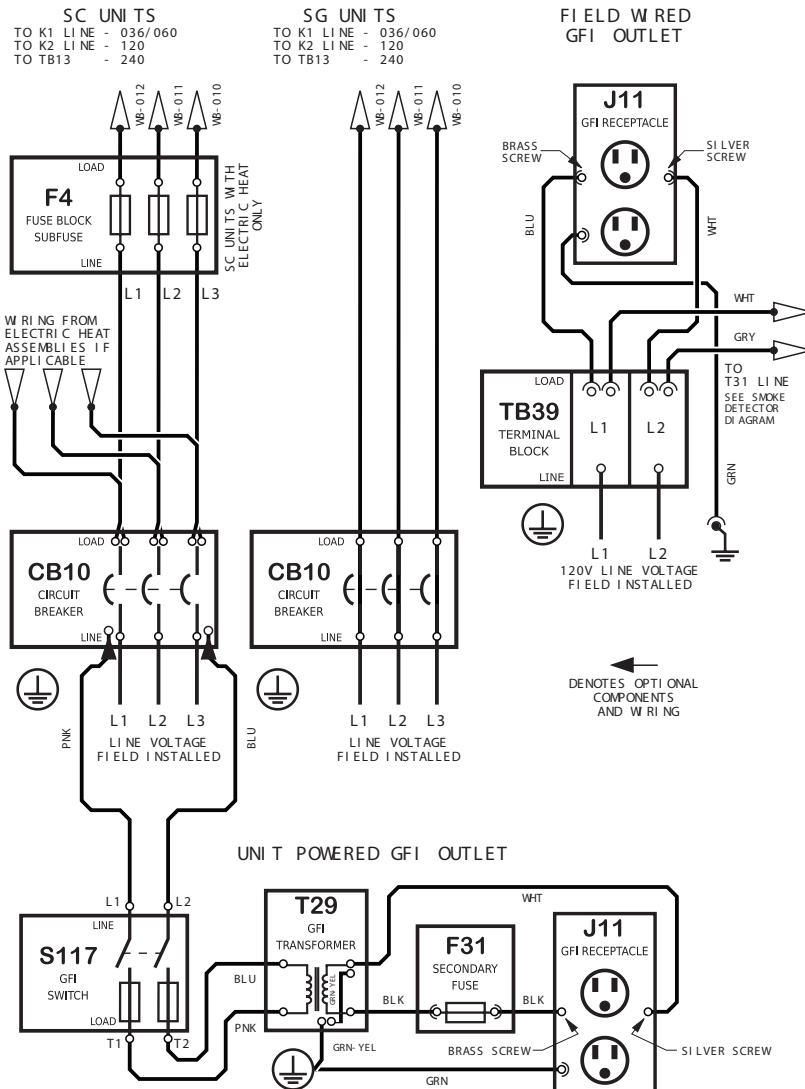 SC UNITS
TO K1 LINE - 036/060
TO K2 LINE - 120
TO TB13 - 240
WB-012
WB-011
WB-010
LOAD
F4
FUSE BLOCK
SUBFUSE
LINE
SC UNITS WITH
ELECTRIC HEAT
ONLY
L1
L2
L3
WIRING FROM
ELECTRIC HEAT
ASSEMBLIES IF
APPLICABLE
LOAD
CB10
CIRCUIT
BREAKER
LINE
PNK
L1 L2 L3
LINE VOLTAGE
FIELD INSTALLED
BLU
SG UNITS
TO K1 LINE - 036/060
TO K2 LINE - 120
TO TB13 - 240
WB-012
WB-011
WB-010
LOAD
CB10
CIRCUIT
BREAKER
LINE
L1 L2 L3
LINE VOLTAGE
FIELD INSTALLED
FIELD WIRED
GFI OUTLET
J11
GFI RECEPTACLE
BRASS
SCREW
SILVER
SCREW
BLU
WHT
WHT
GRY
TO
T31 LINE
SEE SMOKE
DETECTOR
DIAGRAM
LOAD
TB39
TERMINAL
BLOCK
LINE
L1
L2
GRN
L1 L2
120V LINE VOLTAGE
FIELD INSTALLED
DENOTES OPTIONAL
COMPONENTS
AND WIRING
UNIT POWERED GFI OUTLET
L1
L2
LINE
S117
GFI
SWITCH
LOAD
T1
T2
BLU
PNK
T29
GFI
TRANSFORMER
GRN-YEL
GRN-YEL
BLK
F31
SECONDARY
FUSE
BLK
WHT
J11
GFI RECEPTACLE
BRASS SCREW
SILVER SCREW
GRN